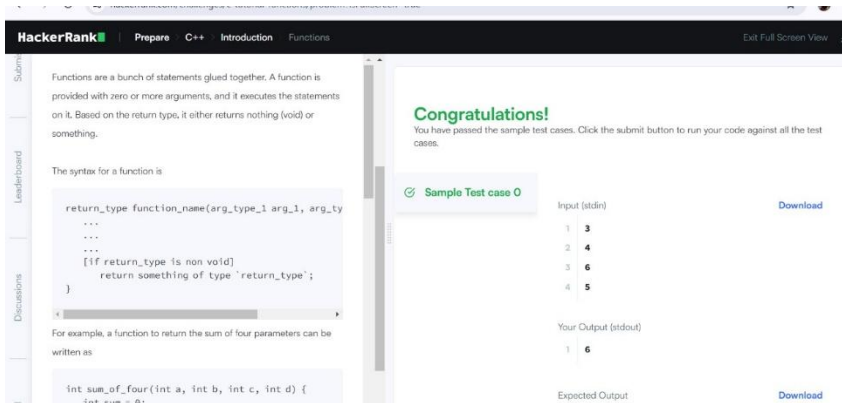 HackerRank
Prepare > C++ > Introduction > Functions
Exit Full Screen View
Leaderboard
Discussions
Functions are a bunch of statements glued together. A function is
provided with zero or more arguments, and it executes the statements
on it. Based on the return type, it either returns nothing (void) or
something.
The syntax for a function is
return_type function_name(arg_type_1 arg_1, arg_ty
...
...
...
[if return_type is non void]
return something of type `return_type`;
}
For example, a function to return the sum of four parameters can be
written as
int sum_of_four(int a, int b, int c, int d) {
int sum = 0;
Congratulations!
You have passed the sample test cases. Click the submit button to run your code against all the test
cases.
Sample Test case 0
Input (stdin)
Download
1 3
2 4
3 6
4 5
Your Output (stdout)
1 6
Expected Output
Download